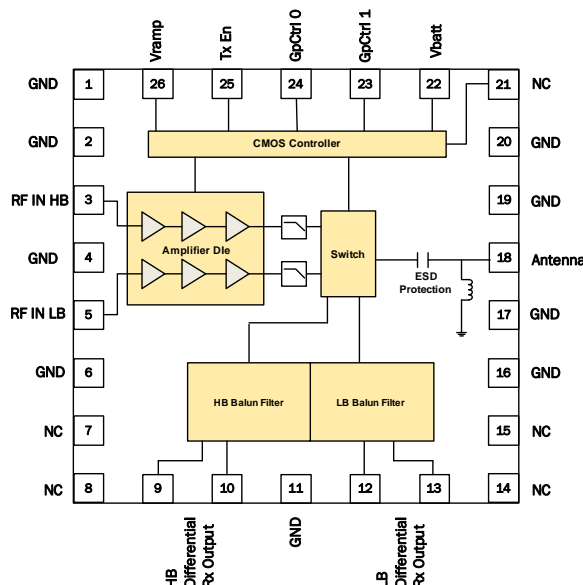 Vramp
Tx En
GpCtrl 0
GpCtrl 1
Vbatt
GND 1 26 25 24 23 22 21 NC
GND 2 CMOS Controller 20 GND
RF IN HB 3 19 GND
GND 4 Amplifier DIe Switch 18 Antenna
ESD
Protection
RF IN LB 5 17 GND
GND 6 16 GND
NC 7 HB Balun Filter LB Balun Filter 15 NC
NC 8 9 10 11 12 13 14 NC
HB
Differential
Rx Output
GND
LB
Differential
Rx Output